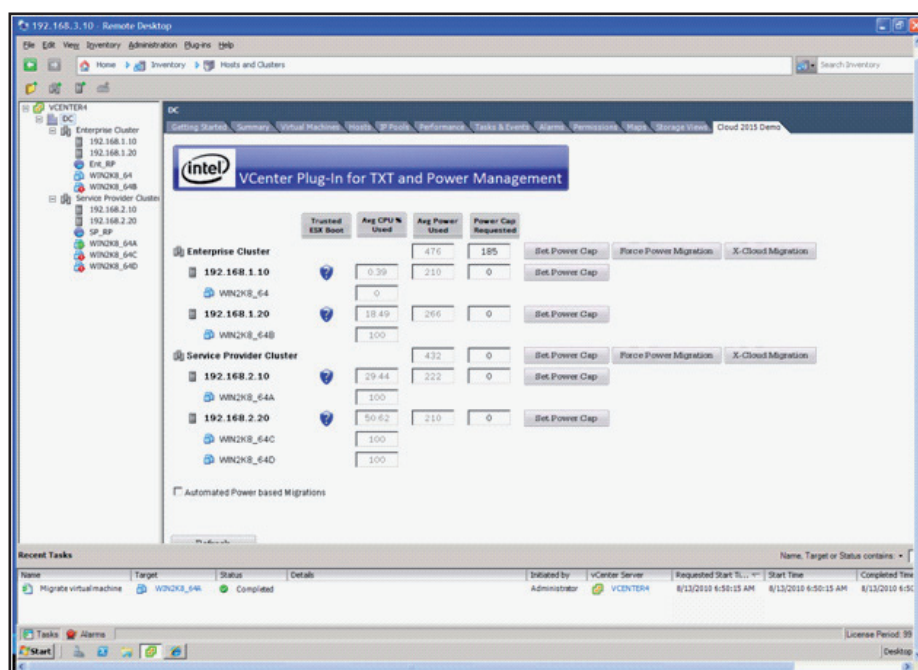 192.168.3.10 - Remote Desktop
File Edit View Inventory Administration Plug-ins Help
Home Inventory Hosts and Clusters
Search Inventory
VCENTER4
DC
Enterprise Cluster
192.168.1.10
192.168.1.20
Ent_RP
WIN2K8_64
WIN2K8_64B
Service Provider Cluster
192.168.2.10
192.168.2.20
SP_RP
WIN2K8_64A
WIN2K8_64C
WIN2K8_64D
DC
Getting Started Summary Virtual Machines Hosts IP Pools Performance Tasks & Events Alarms Permissions Maps Storage Views Cloud 2015 Demo
intel VCenter Plug-In for TXT and Power Management
Trusted ESX Boot Avg CPU % Used Avg Power Used Power Cap Requested
Enterprise Cluster 476 185 Set Power Cap Force Power Migration X-Cloud Migration
192.168.1.10 ? 0.39 210 0 Set Power Cap
WIN2K8_64 0
192.168.1.20 ? 18.49 266 0 Set Power Cap
WIN2K8_64B 100
Service Provider Cluster 432 0 Set Power Cap Force Power Migration X-Cloud Migration
192.168.2.10 ? 29.44 222 0 Set Power Cap
WIN2K8_64A 100
192.168.2.20 ? 50.62 210 0 Set Power Cap
WIN2K8_64C 100
WIN2K8_64D 100
Automated Power based Migrations
Recent Tasks
Name, Target or Status contains:
Name Target Status Details Initiated by vCenter Server Requested Start Ti... Start Time Completed Time
Migrate virtual machine WIN2K8_64A Completed Administrator VCENTER4 8/13/2010 6:50:15 AM 8/13/2010 6:50:15 AM 8/13/2010 6:50
Tasks Alarms
License Period: 99
Start
Desktop